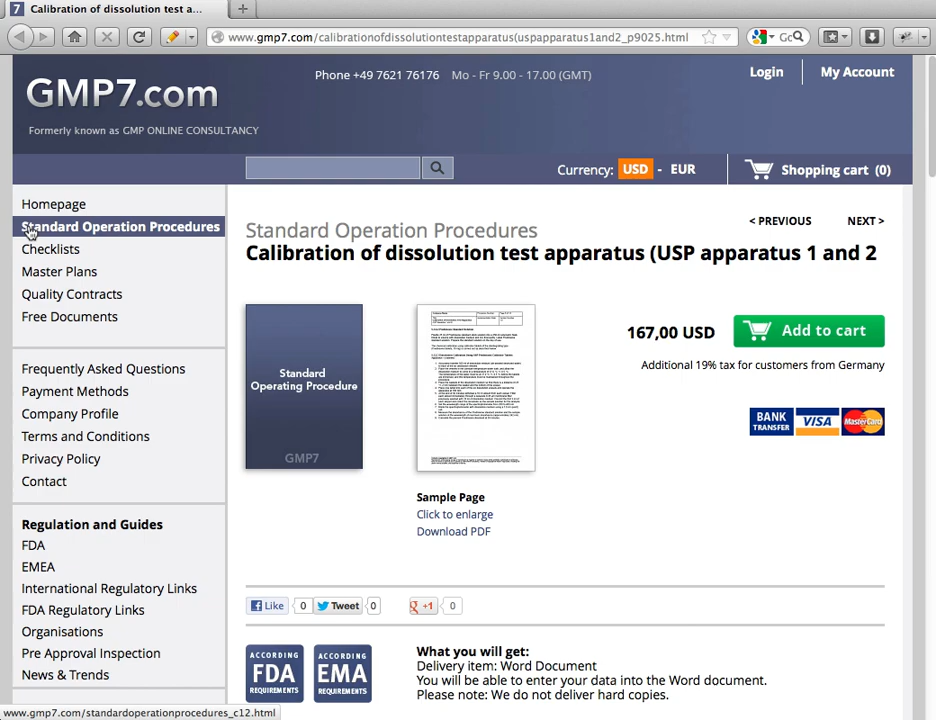 7 Calibration of dissolution test a...
www.gmp7.com/calibrationofdissolutiontestapparatus(uspapparatus1and2_p9025.html
GMP7.com
Formerly known as GMP ONLINE CONSULTANCY
Phone +49 7621 76176 Mo - Fr 9.00 - 17.00 (GMT)
Login
My Account
Currency: USD - EUR
Shopping cart (0)
Homepage
Standard Operation Procedures
Checklists
Master Plans
Quality Contracts
Free Documents
Frequently Asked Questions
Payment Methods
Company Profile
Terms and Conditions
Privacy Policy
Contact
Regulation and Guides
FDA
EMEA
International Regulatory Links
FDA Regulatory Links
Organisations
Pre Approval Inspection
News & Trends
www.gmp7.com/standardoperationprocedures_c12.html
< PREVIOUS
NEXT >
Standard Operation Procedures
Calibration of dissolution test apparatus (USP apparatus 1 and 2
Standard
Operating Procedure
GMP7
Sample Page
Click to enlarge
Download PDF
167,00 USD
Add to cart
Additional 19% tax for customers from Germany
BANK
TRANSFER
VISA
MasterCard
Like 0
Tweet 0
+1 0
ACCORDING
FDA
REQUIREMENTS
ACCORDING
EMA
REQUIREMENTS
What you will get:
Delivery item: Word Document
You will be able to enter your data into the Word document.
Please note: We do not deliver hard copies.